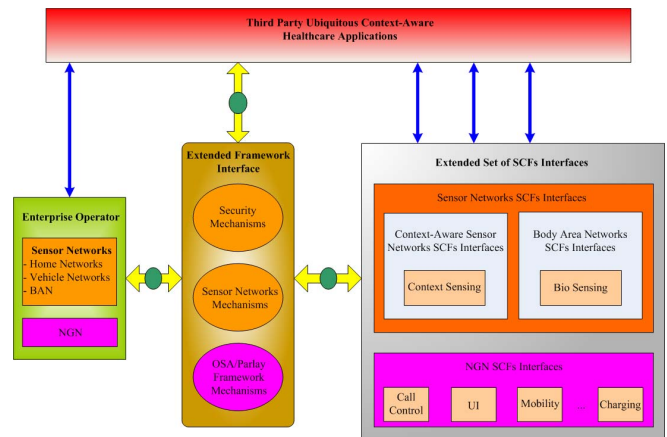 Third Party Ubiquitous Context-Aware
Healthcare Applications
Enterprise Operator
Sensor Networks
- Home Networks
- Vehicle Networks
- BAN
NGN
Extended Framework
Interface
Security
Mechanisms
Sensor Networks
Mechanisms
OSA/Parlay
Framework
Mechanisms
Extended Set of SCFs Interfaces
Sensor Networks SCFs Interfaces
Context-Aware Sensor
Networks SCFs Interfaces
Context Sensing
Body Area Networks
SCFs Interfaces
Bio Sensing
NGN SCFs Interfaces
Call
Control
UI
Mobility
...
Charging